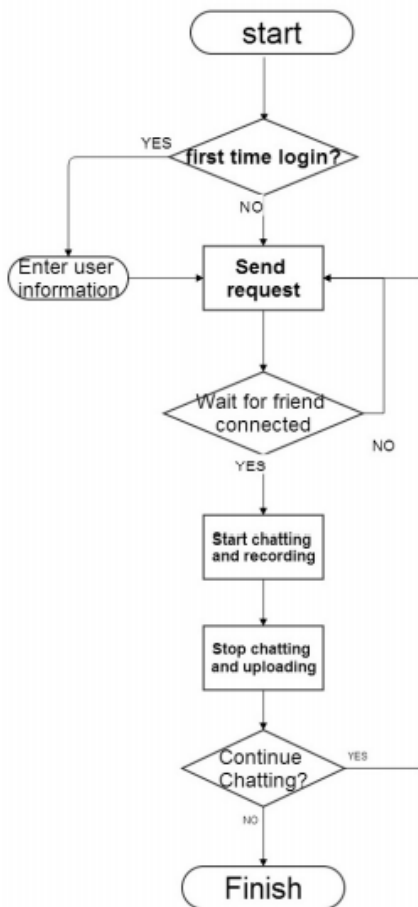 start
YES
first time login?
NO
Enter user
information
Send
request
Wait for friend
connected
NO
YES
Start chatting
and recording
Stop chatting
and uploading
Continue
Chatting?
YES
NO
Finish